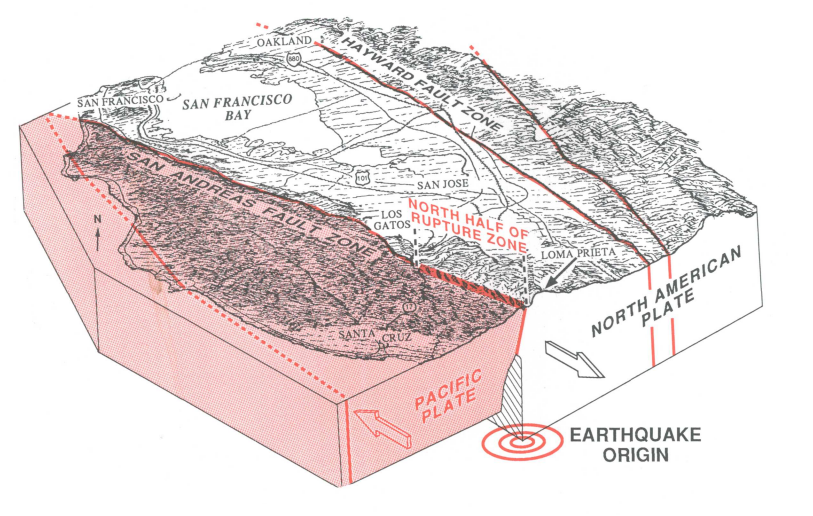 OAKLAND
880
HAYWARD FAULT ZONE
SAN FRANCISCO
SAN FRANCISCO
BAY
SAN ANDREAS FAULT ZONE
101
SAN JOSE
NORTH HALF OF
RUPTURE ZONE
LOS
GATOS
LOMA PRIETA
N
NORTH AMERICAN
PLATE
SANTA CRUZ
PACIFIC
PLATE
EARTHQUAKE
ORIGIN